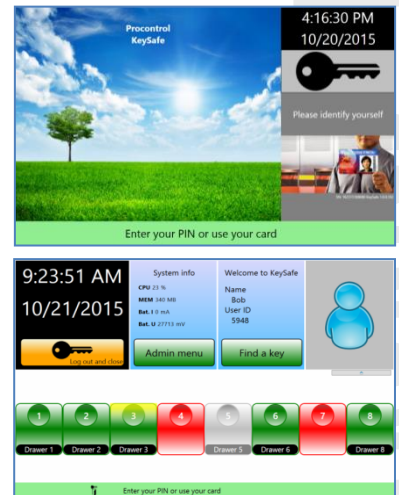 Procontrol
KeySafe
4:16:30 PM
10/20/2015
Please identify yourself
Enter your PIN or use your card
9:23:51 AM
10/21/2015
Log out and close
System info
CPU 23 %
MEM 340 MB
Bat. I 0 mA
Bat. U 27713 mV
Admin menu
Welcome to KeySafe
Name
Bob
User ID
5948
Find a key
1 2 3 4 5 6 7 8
Drawer 1 Drawer 2 Drawer 3 Drawer 5 Drawer 6 Drawer 8
Enter your PIN or use your card